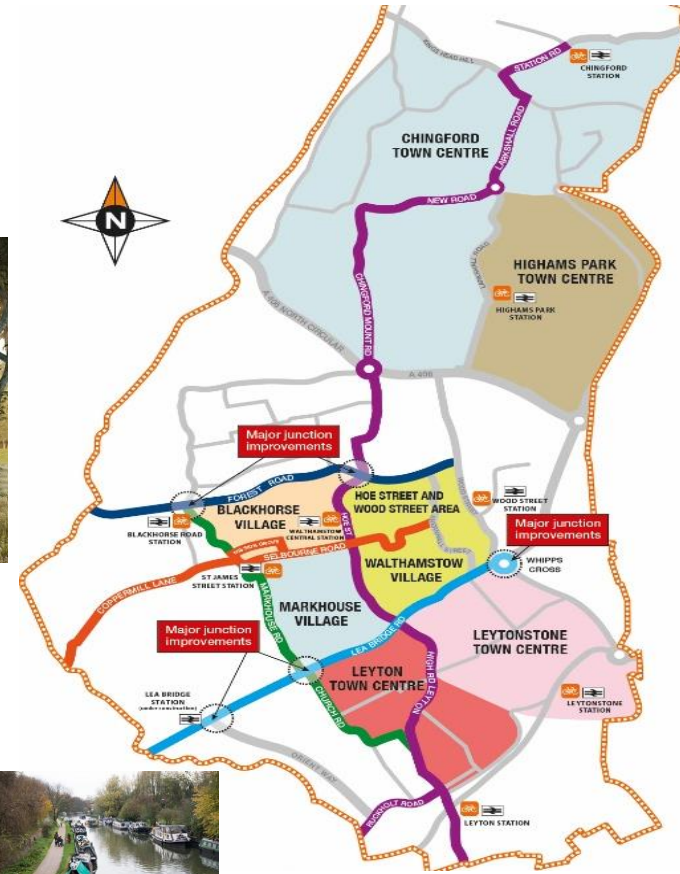 KINGS HEAD HILL
STATION RD
CHINGFORD
STATION
CHINGFORD
TOWN CENTRE
LARKSHALL ROAD
N
NEW ROAD
HIGHAMS PARK
TOWN CENTRE
HIGHAMS PARK
STATION
CHINGFORD MOUNT RD
A 406 NORTH CIRCULAR
A 406
Major junction
improvements
FOREST ROAD
BLACKHORSE
VILLAGE
HOE STREET AND
WOOD STREET AREA
WOOD STREET
STATION
BLACKHORSE ROAD
STATION
WALTHAMSTOW
CENTRAL STATION
Major junction
improvements
SELBOURNE ROAD
WALTHAMSTOW
VILLAGE
WHIPPS
CROSS
COPPERMILL LANE
ST JAMES
STREET STATION
MARKHOUSE RD
MARKHOUSE
VILLAGE
LEA BRIDGE RD
LEYTONSTONE
TOWN CENTRE
Major junction
improvements
LEYTON
TOWN CENTRE
HIGH RD LEYTON
CHURCH RD
LEA BRIDGE
STATION
(under construction)
LEYTONSTONE
STATION
ORIENT WAY
RUCKHOLT ROAD
LEYTON STATION